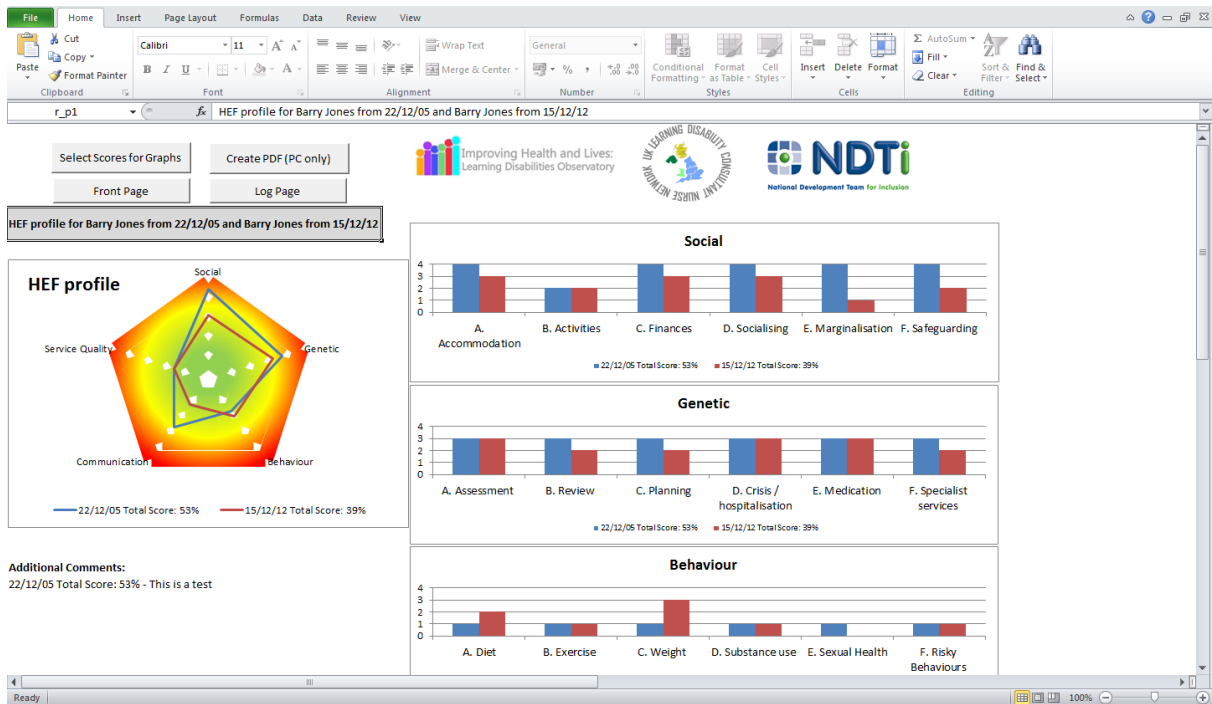 File Home Insert Page Layout Formulas Data Review View
Cut
Copy
Format Painter
Paste
Clipboard
Calibri 11 A A
B I U A
Font
Wrap Text
Merge & Center
Alignment
General
% ,
Number
Conditional Formatting
Format as Table
Cell Styles
Styles
Insert Delete Format
Cells
Σ AutoSum
Fill
Clear
Sort & Filter
Find & Select
Editing
r_p1 fx HEF profile for Barry Jones from 22/12/05 and Barry Jones from 15/12/12
Select Scores for Graphs
Create PDF (PC only)
Front Page
Log Page
Improving Health and Lives:
Learning Disabilities Observatory
UK LEARNING DISABILITY CONSULTANT NURSE NETWORK
NDTi
National Development Team for inclusion
HEF profile for Barry Jones from 22/12/05 and Barry Jones from 15/12/12
HEF profile
Social
Genetic
Behaviour
Communication
Service Quality
22/12/05 Total Score: 53% 15/12/12 Total Score: 39%
Additional Comments:
22/12/05 Total Score: 53% - This is a test
Social
4
3
2
1
0
A. Accommodation
B. Activities
C. Finances
D. Socialising
E. Marginalisation
F. Safeguarding
22/12/05 Total Score: 53% 15/12/12 Total Score: 39%
Genetic
4
3
2
1
0
A. Assessment
B. Review
C. Planning
D. Crisis / hospitalisation
E. Medication
F. Specialist services
22/12/05 Total Score: 53% 15/12/12 Total Score: 39%
Behaviour
4
3
2
1
0
A. Diet
B. Exercise
C. Weight
D. Substance use
E. Sexual Health
F. Risky Behaviours
Ready
100%